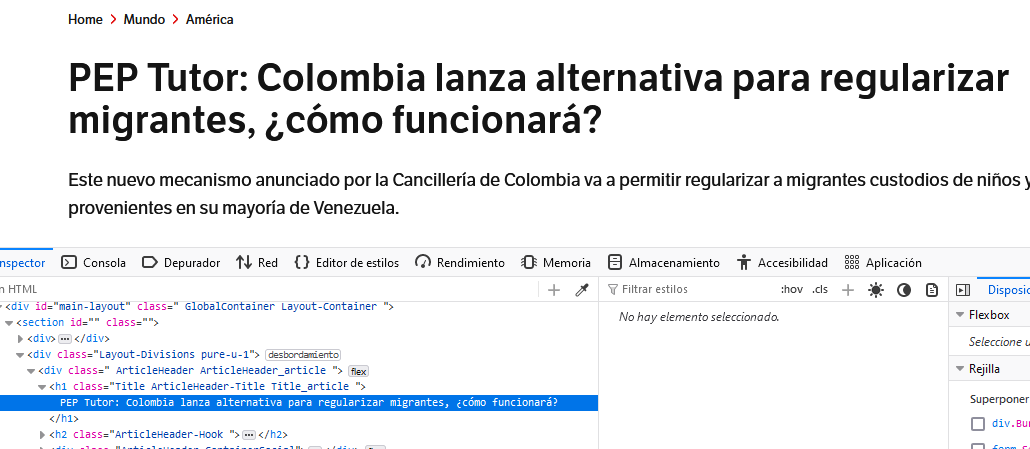 Home > Mundo > América
PEP Tutor: Colombia lanza alternativa para regularizar
migrantes, ¿cómo funcionará?
Este nuevo mecanismo anunciado por la Cancillería de Colombia va a permitir regularizar a migrantes custodios de niños y
provenientes en su mayoría de Venezuela.
nspector Consola Depurador Red {} Editor de estilos Rendimiento Memoria Almacenamiento Accesibilidad Aplicación
n HTML + Filtrar estilos :hov .cls +
<div id="main-layout" class=" GlobalContainer Layout-Container ">
No hay elemento seleccionado.
<section id="" class="">
<div>⋯</div>
<div class="Layout-Divisions pure-u-1"> desbordamiento
<div class=" ArticleHeader ArticleHeader_article "> flex
<h1 class="Title ArticleHeader-Title Title_article ">
PEP Tutor: Colombia lanza alternativa para regularizar migrantes, ¿cómo funcionará?
</h1>
<h2 class="ArticleHeader-Hook ">⋯</h2>
Disposic
Flexbox
Seleccione u
Rejilla
Superponer
div.Bur